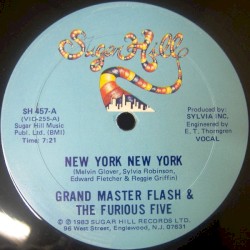 Sugar Hill
SH 457-A
(VID-255-A)
Sugar Hill Music
Publ. Ltd. (BMI)
Time: 7:21
Produced by:
SYLVIA INC.
Engineered by
E. T. Thorngren
VOCAL
NEW YORK NEW YORK
(Melvin Glover, Sylvia Robinson,
Edward Fletcher & Reggie Griffin)
GRAND MASTER FLASH &
THE FURIOUS FIVE
℗ © 1983 SUGAR HILL RECORDS LTD.
96 West Street, Englewood, N.J. 07631